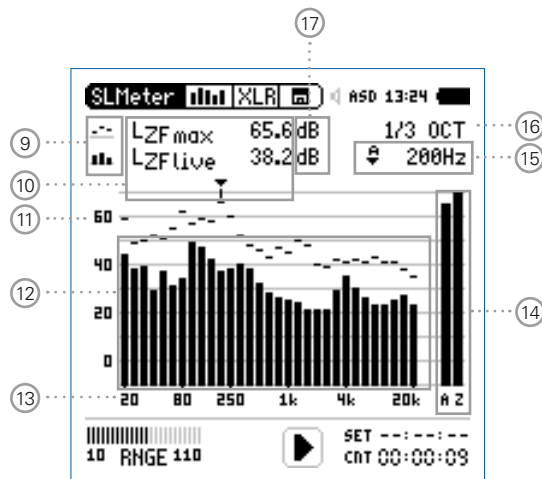 17
SLMeter XLR ASD 13:24
9
LZFmax 65.6 dB 1/3 OCT 16
LZFlive 38.2 dB 200Hz 15
10
11 60
40
12
20
14
0
13 20 80 250 1k 4k 20k A Z
10 RNGE 110
SET --:--:--
CNT 00:00:09